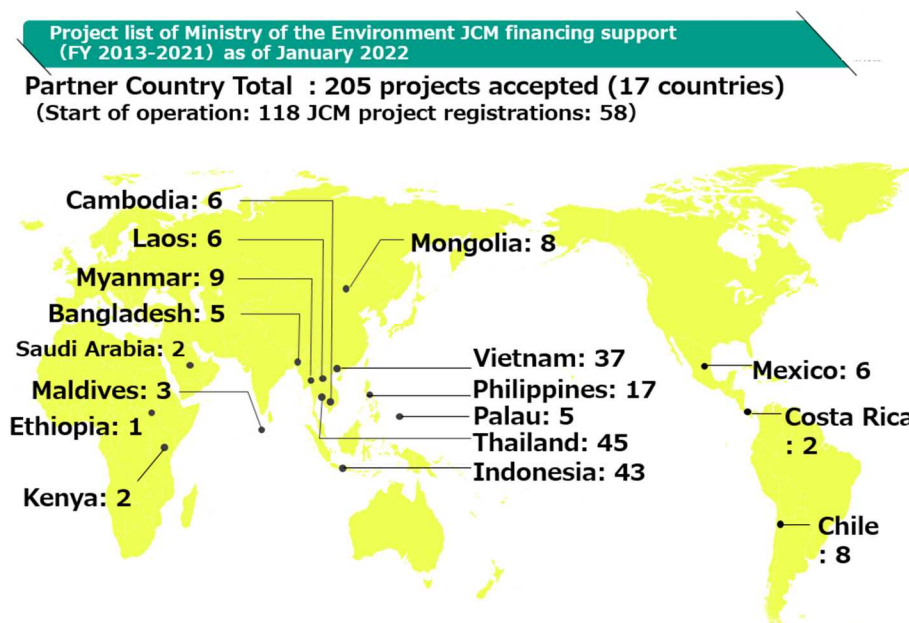 Project list of Ministry of the Environment JCM financing support
（FY 2013-2021）as of January 2022
Partner Country Total : 205 projects accepted (17 countries)
（Start of operation: 118 JCM project registrations: 58）
Cambodia: 6
Laos: 6
Mongolia: 8
Myanmar: 9
Bangladesh: 5
Saudi Arabia: 2
Vietnam: 37
Mexico: 6
Maldives: 3
Philippines: 17
Palau: 5
Costa Rica
: 2
Ethiopia: 1
Thailand: 45
Indonesia: 43
Kenya: 2
Chile
: 8